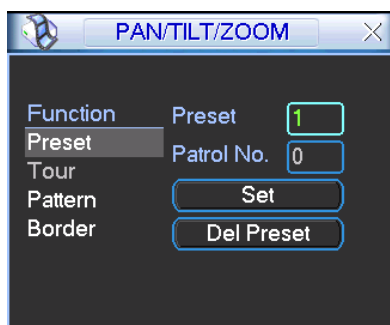 PAN/TILT/ZOOM
Function
Preset
Tour
Pattern
Border
Preset 1
Patrol No. 0
Set
Del Preset